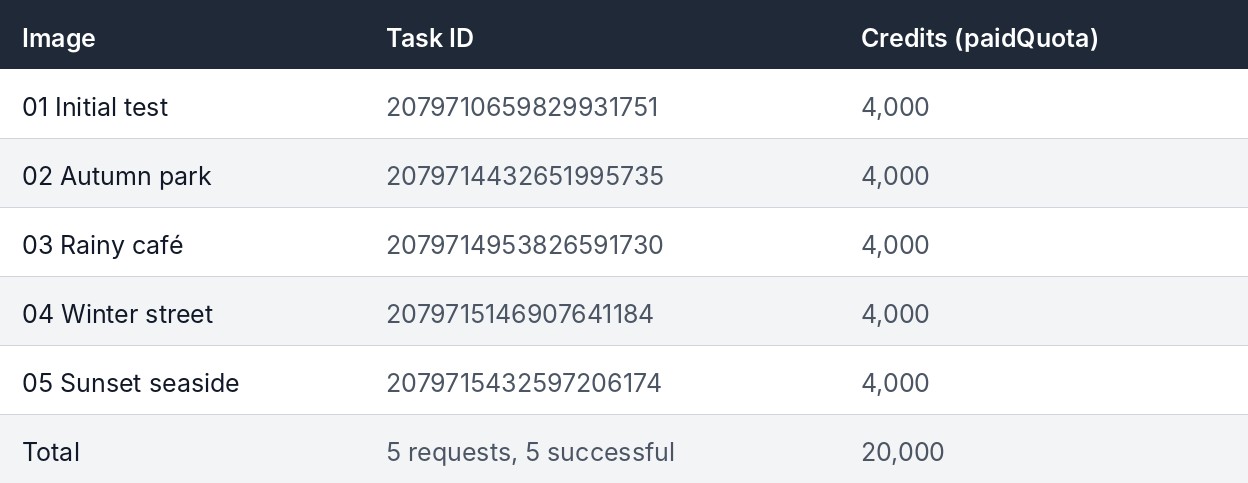 Image Task ID Credits (paidQuota)
01 Initial test 2079710659829931751 4,000
02 Autumn park 2079714432651995735 4,000
03 Rainy café 2079714953826591730 4,000
04 Winter street 2079715146907641184 4,000
05 Sunset seaside 2079715432597206174 4,000
Total 5 requests, 5 successful 20,000